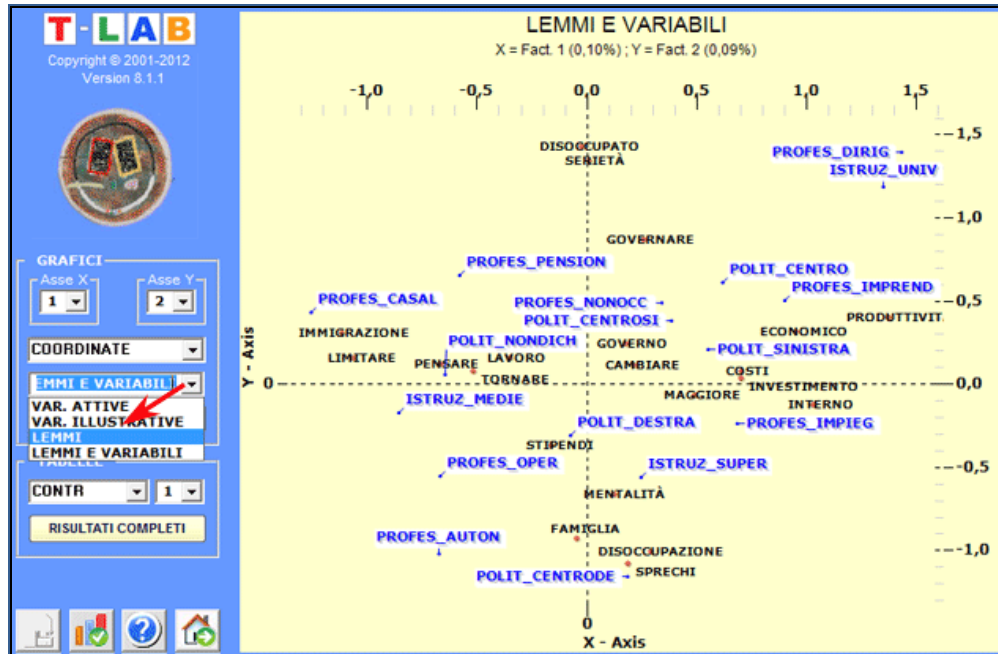 T-LAB
Copyright © 2001-2012
Version 8.1.1
GRAFICI
Asse X
Asse Y
1
2
COORDINATE
EMMI E VARIABILI
VAR. ATTIVE
VAR. ILLUSTRATIVE
LEMMI
LEMMI E VARIABILI
TABELLE
CONTR
1
RISULTATI COMPLETI
LEMMI E VARIABILI
X = Fact. 1 (0,10%) ; Y = Fact. 2 (0,09%)
-1,0
-0,5
0,0
0,5
1,0
1,5
DISOCCUPATO
SERIETÀ
PROFES_DIRIG
1,5
ISTRUZ_UNIV
1,0
GOVERNARE
PROFES_PENSION
POLIT_CENTRO
PROFES_IMPREND
PROFES_CASAL
PROFES_NONOCC
0,5
POLIT_CENTROSI
PRODUTTIVIT
IMMIGRAZIONE
ECONOMICO
POLIT_NONDICH
GOVERNO
POLIT_SINISTRA
LIMITARE
PENSARE
LAVORO
CAMBIARE
COSTI
TORNARE
Y - Axis
0
0,0
INVESTIMENTO
MAGGIORE
INTERNO
ISTRUZ_MEDIE
POLIT_DESTRA
PROFES_IMPIEG
STIPENDI
PROFES_OPER
ISTRUZ_SUPER
-0,5
MENTALITÀ
FAMIGLIA
PROFES_AUTON
DISOCCUPAZIONE
-1,0
POLIT_CENTRODE
SPRECHI
0
X - Axis